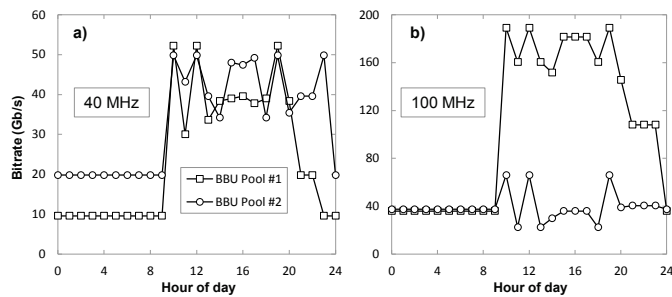 a)
40 MHz
Bitrate (Gb/s)
60
50
40
30
20
10
0
BBU Pool #1
BBU Pool #2
0 4 8 12 16 20 24
Hour of day
b)
100 MHz
200
160
120
80
40
0
0 4 8 12 16 20 24
Hour of day